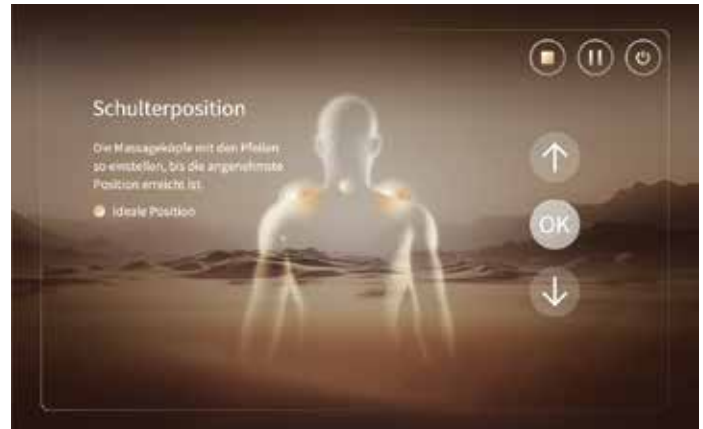 Schulterposition
Die Massageköpfe mit den Pfeilen
so einstellen, bis die angenehmste
Position erreicht ist.
Ideale Position
OK